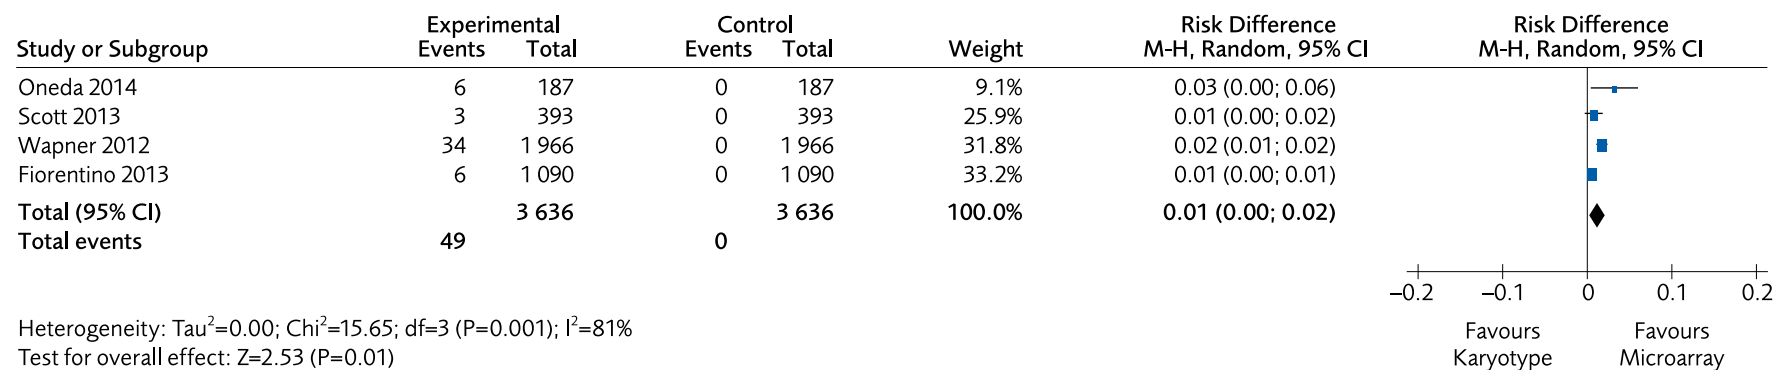 Experimental Control Risk Difference Risk Difference
Study or Subgroup Events Total Events Total Weight M-H, Random, 95% CI M-H, Random, 95% CI
Oneda 2014 6 187 0 187 9.1% 0.03 (0.00; 0.06)
Scott 2013 3 393 0 393 25.9% 0.01 (0.00; 0.02)
Wapner 2012 34 1 966 0 1 966 31.8% 0.02 (0.01; 0.02)
Fiorentino 2013 6 1 090 0 1 090 33.2% 0.01 (0.00; 0.01)
Total (95% CI) 3 636 3 636 100.0% 0.01 (0.00; 0.02)
Total events 49 0
–0.2 –0.1 0 0.1 0.2
Heterogeneity: Tau²=0.00; Chi²=15.65; df=3 (P=0.001); I²=81%
Test for overall effect: Z=2.53 (P=0.01)
Favours Favours
Karyotype Microarray